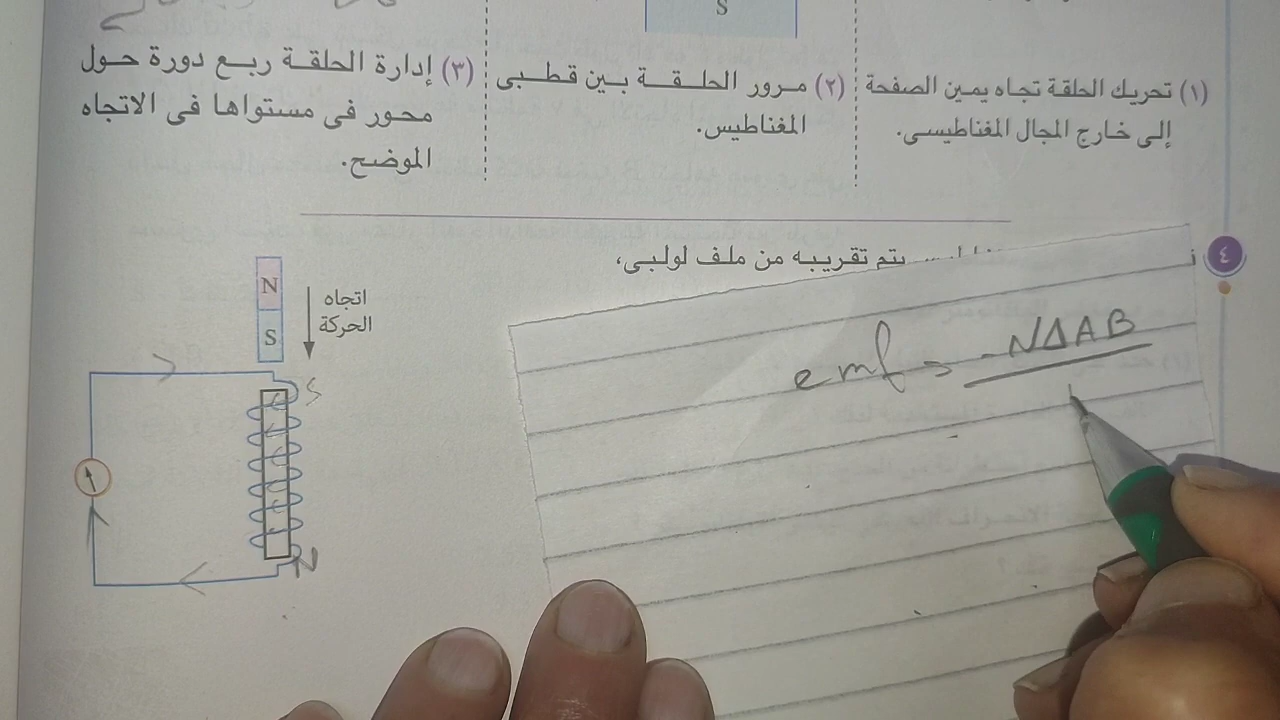 S
(١) تحريك الحلقة تجاه يمين الصفحة
إلى خارج المجال المغناطيسى.
(٢) مرور الحلقة بين قطبى
المغناطيس.
(٣) إدارة الحلقة ربع دورة حول
محور فى مستواها فى الاتجاه
الموضح.
٤
يتم تقريبه من ملف لولبى،
N
S
اتجاه
الحركة
S
N
emf = -NΔAB